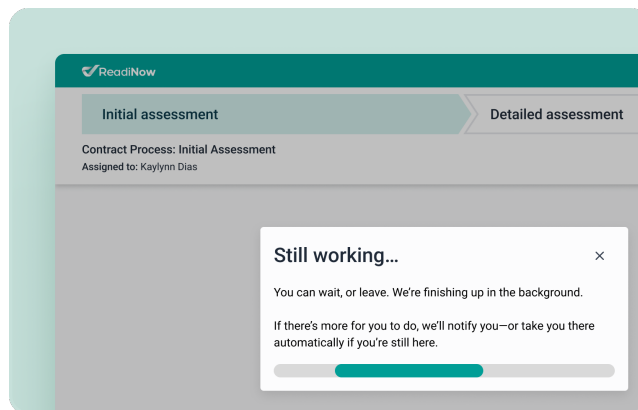 ReadiNow
Initial assessment
Detailed assessment
Contract Process: Initial Assessment
Assigned to: Kaylynn Dias
Still working...
You can wait, or leave. We’re finishing up in the background.
If there’s more for you to do, we’ll notify you—or take you there
automatically if you’re still here.